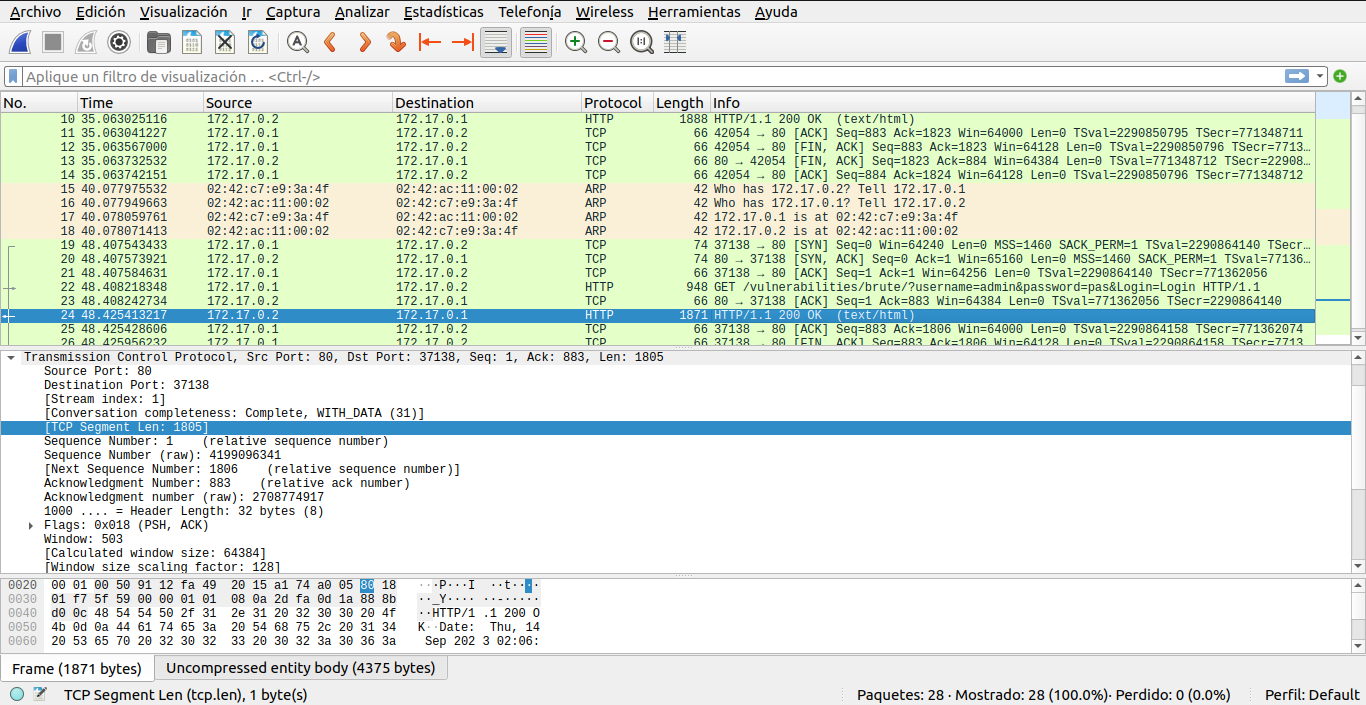 Archivo Edición Visualización Ir Captura Analizar Estadísticas Telefonía Wireless Herramientas Ayuda
Aplique un filtro de visualización … <Ctrl-/>
No. Time Source Destination Protocol Length Info
10 35.063025116 172.17.0.2 172.17.0.1 HTTP 1888 HTTP/1.1 200 OK (text/html)
11 35.063041227 172.17.0.1 172.17.0.2 TCP 66 42054 → 80 [ACK] Seq=883 Ack=1823 Win=64000 Len=0 TSval=2290850795 TSecr=771348711
12 35.063567000 172.17.0.1 172.17.0.2 TCP 66 42054 → 80 [FIN, ACK] Seq=883 Ack=1823 Win=64128 Len=0 TSval=2290850796 TSecr=7713…
13 35.063732532 172.17.0.2 172.17.0.1 TCP 66 80 → 42054 [FIN, ACK] Seq=1823 Ack=884 Win=64384 Len=0 TSval=771348712 TSecr=22908…
14 35.063742151 172.17.0.1 172.17.0.2 TCP 66 42054 → 80 [ACK] Seq=884 Ack=1824 Win=64128 Len=0 TSval=2290850796 TSecr=771348712
15 40.077975532 02:42:c7:e9:3a:4f 02:42:ac:11:00:02 ARP 42 Who has 172.17.0.2? Tell 172.17.0.1
16 40.077949663 02:42:ac:11:00:02 02:42:c7:e9:3a:4f ARP 42 Who has 172.17.0.1? Tell 172.17.0.2
17 40.078059761 02:42:c7:e9:3a:4f 02:42:ac:11:00:02 ARP 42 172.17.0.1 is at 02:42:c7:e9:3a:4f
18 40.078071413 02:42:ac:11:00:02 02:42:c7:e9:3a:4f ARP 42 172.17.0.2 is at 02:42:ac:11:00:02
19 48.407543433 172.17.0.1 172.17.0.2 TCP 74 37138 → 80 [SYN] Seq=0 Win=64240 Len=0 MSS=1460 SACK_PERM=1 TSval=2290864140 TSecr…
20 48.407573921 172.17.0.2 172.17.0.1 TCP 74 80 → 37138 [SYN, ACK] Seq=0 Ack=1 Win=65160 Len=0 MSS=1460 SACK_PERM=1 TSval=77136…
21 48.407584631 172.17.0.1 172.17.0.2 TCP 66 37138 → 80 [ACK] Seq=1 Ack=1 Win=64256 Len=0 TSval=2290864140 TSecr=771362056
22 48.408218348 172.17.0.1 172.17.0.2 HTTP 948 GET /vulnerabilities/brute/?username=admin&password=pas&Login=Login HTTP/1.1
23 48.408242734 172.17.0.2 172.17.0.1 TCP 66 80 → 37138 [ACK] Seq=1 Ack=883 Win=64384 Len=0 TSval=771362056 TSecr=2290864140
24 48.425413217 172.17.0.2 172.17.0.1 HTTP 1871 HTTP/1.1 200 OK (text/html)
25 48.425428606 172.17.0.1 172.17.0.2 TCP 66 37138 → 80 [ACK] Seq=883 Ack=1806 Win=64000 Len=0 TSval=2290864158 TSecr=771362074
26 48.425956232 172.17.0.1 172.17.0.2 TCP 66 37138 → 80 [FIN, ACK] Seq=883 Ack=1806 Win=64128 Len=0 TSval=2290864158 TSecr=7713…
Transmission Control Protocol, Src Port: 80, Dst Port: 37138, Seq: 1, Ack: 883, Len: 1805
Source Port: 80
Destination Port: 37138
[Stream index: 1]
[Conversation completeness: Complete, WITH_DATA (31)]
[TCP Segment Len: 1805]
Sequence Number: 1 (relative sequence number)
Sequence Number (raw): 4199096341
[Next Sequence Number: 1806 (relative sequence number)]
Acknowledgment Number: 883 (relative ack number)
Acknowledgment number (raw): 2708774917
1000 .... = Header Length: 32 bytes (8)
Flags: 0x018 (PSH, ACK)
Window: 503
[Calculated window size: 64384]
[Window size scaling factor: 128]
0020 00 01 00 50 91 12 fa 49 20 15 a1 74 a0 05 80 18 ···P···I ··t····
0030 01 f7 5f 59 00 00 01 01 08 0a 2d fa 0d 1a 88 8b ··_Y···· ··-·····
0040 d0 0c 48 54 54 50 2f 31 2e 31 20 32 30 30 20 4f ··HTTP/1 .1 200 O
0050 4b 0d 0a 44 61 74 65 3a 20 54 68 75 2c 20 31 34 K··Date: Thu, 14
0060 20 53 65 70 20 32 30 32 33 20 30 32 3a 30 36 3a Sep 202 3 02:06:
Frame (1871 bytes) Uncompressed entity body (4375 bytes)
TCP Segment Len (tcp.len), 1 byte(s) Paquetes: 28 · Mostrado: 28 (100.0%)· Perdido: 0 (0.0%) Perfil: Default